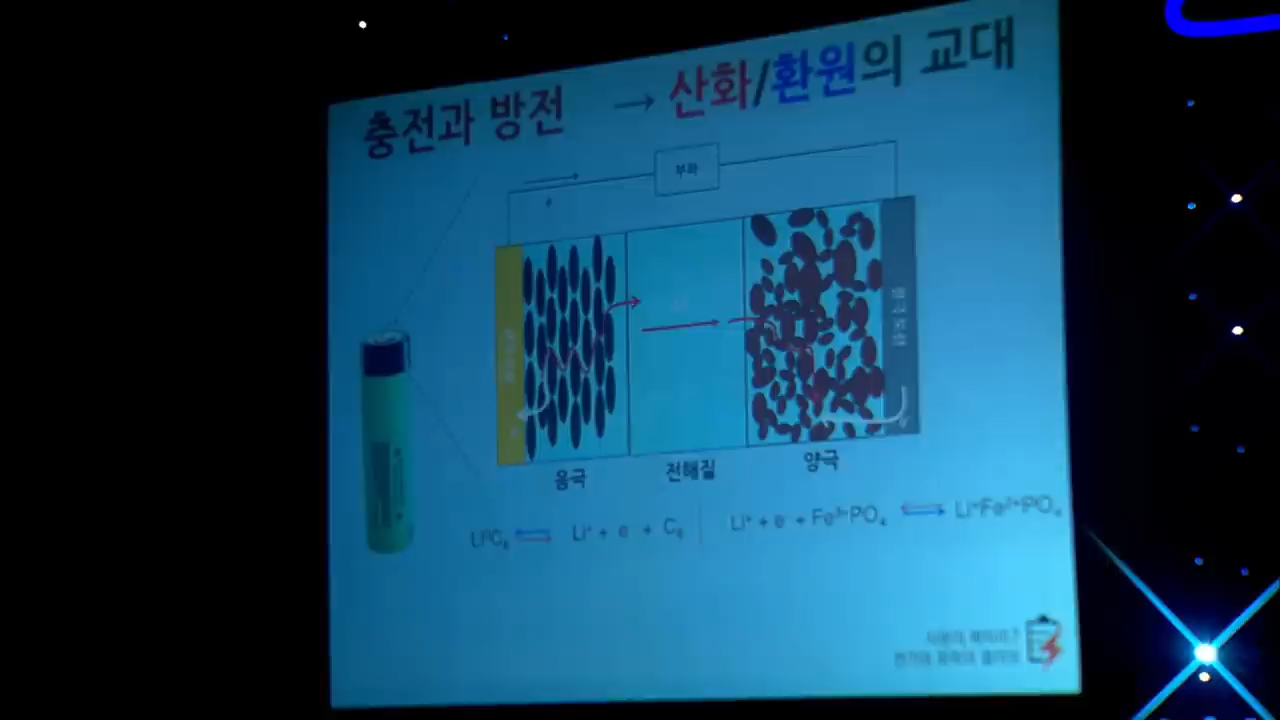 충전과 방전 → 산화/환원의 교대
부하
음극
전해질
양극
Li⁰C₆ ⇌ Li⁺ + e⁻ + C₆
Li⁺ + e⁻ + Fe³⁺PO₄ ⇌ Li⁺Fe²⁺PO₄